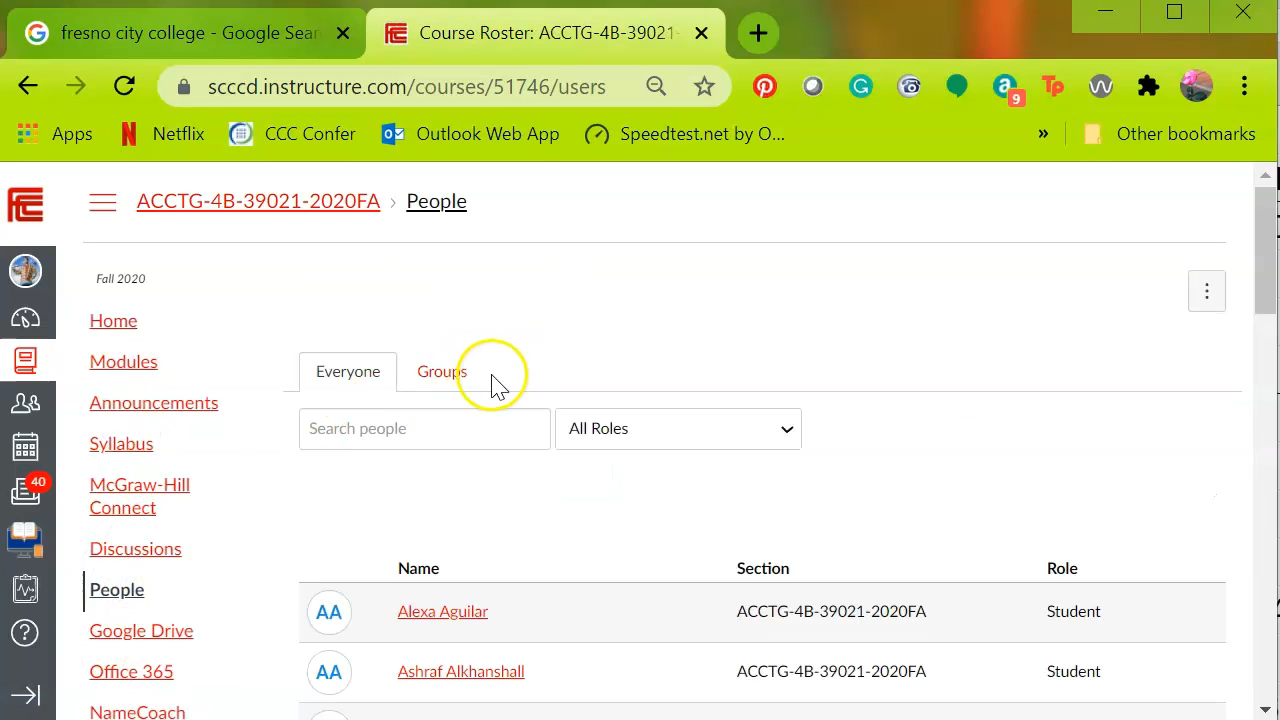 fresno city college - Google Sear
Course Roster: ACCTG-4B-39021-
scccd.instructure.com/courses/51746/users
9
Tp
Apps
Netflix
CCC Confer
Outlook Web App
Speedtest.net by O...
»
Other bookmarks
ACCTG-4B-39021-2020FA › People
Fall 2020
Home
Modules
Announcements
Syllabus
McGraw-Hill
Connect
Discussions
People
Google Drive
Office 365
NameCoach
40
Everyone
Groups
Search people
All Roles
Name Section Role
AA Alexa Aguilar ACCTG-4B-39021-2020FA Student
AA Ashraf Alkhanshall ACCTG-4B-39021-2020FA Student